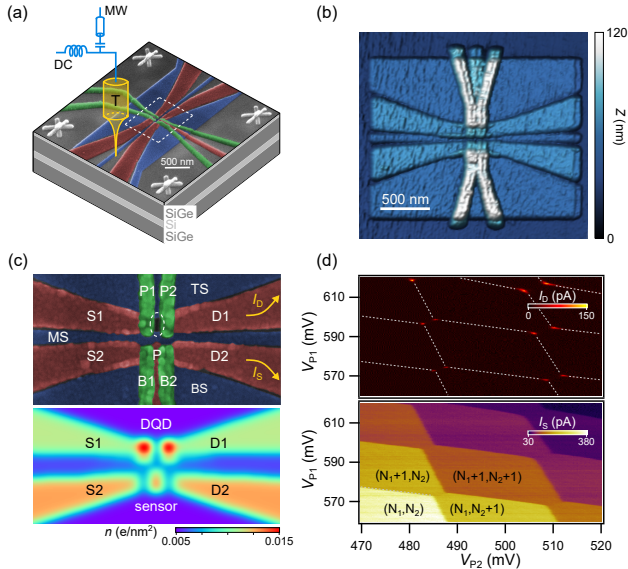 (a)
MW
DC
T
500 nm
SiGe
Si
SiGe
(b)
500 nm
120
Z (nm)
0
(c)
P1 P2
TS
I_D
S1
D1
MS
P
S2
D2
I_S
B1 B2
BS
DQD
S1
D1
S2
D2
sensor
n (e/nm²)
0.005
0.015
(d)
I_D (pA)
0
150
610
590
570
V_P1 (mV)
I_S (pA)
30
380
610
590
570
V_P1 (mV)
(N₁+1,N₂)
(N₁+1,N₂+1)
(N₁,N₂)
(N₁,N₂+1)
470 480 490 500 510 520
V_P2 (mV)